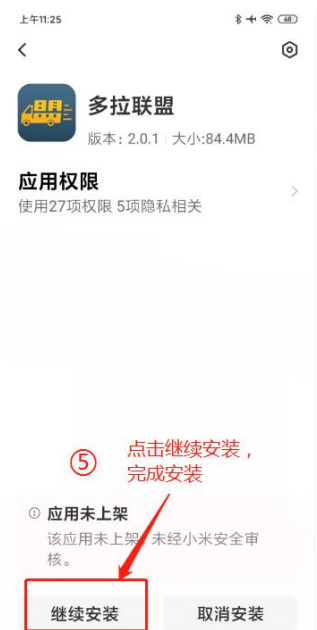 上午11:25
68
多拉联盟
版本: 2.0.1 大小:84.4MB
应用权限
使用27项权限 5项隐私相关
⑤
点击继续安装，
完成安装
应用未上架
该应用未上架，未经小米安全审
核。
继续安装 取消安装